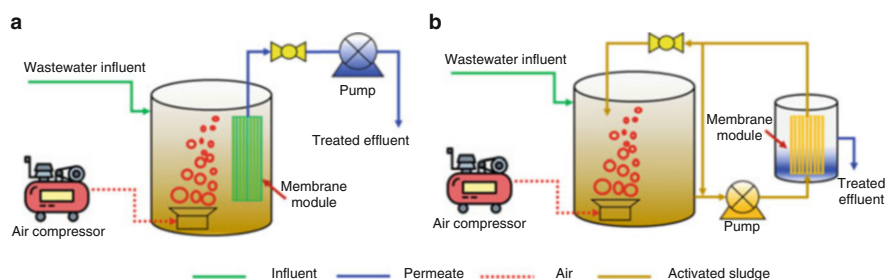 a
Wastewater influent
Pump
Treated effluent
Membrane
module
Air compressor
b
Wastewater influent
Membrane
module
Treated
effluent
Pump
Air compressor
Influent
Permeate
Air
Activated sludge